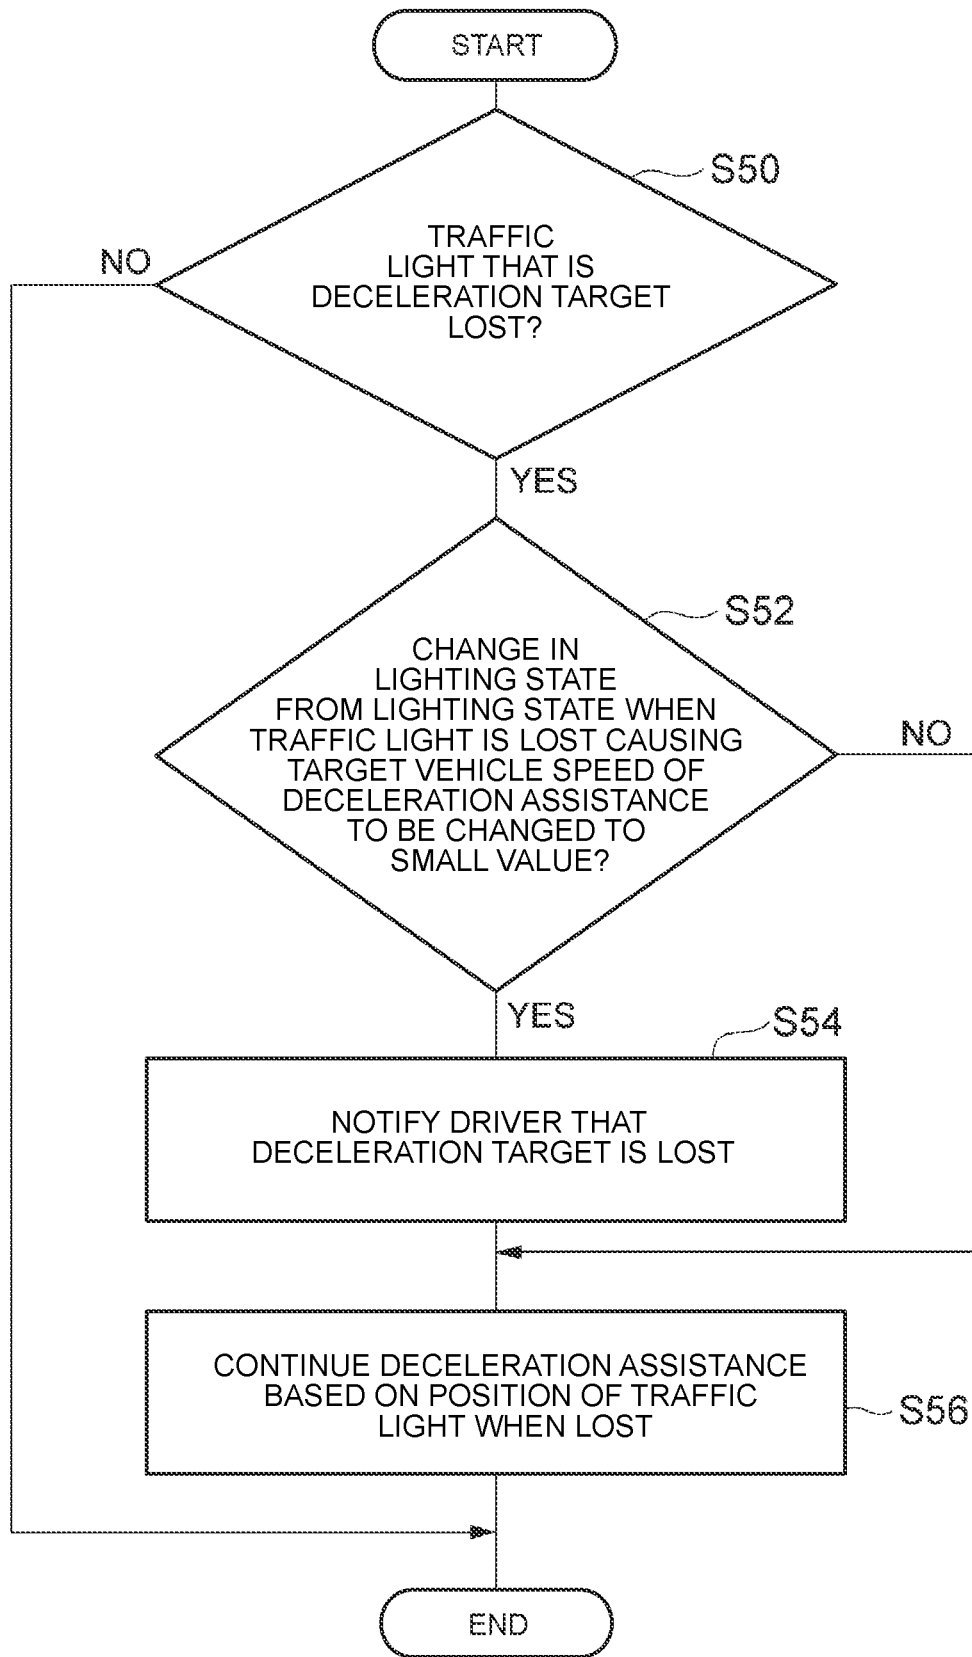 START
S50
TRAFFIC
LIGHT THAT IS
DECELERATION TARGET
LOST?
NO
YES
S52
CHANGE IN
LIGHTING STATE
FROM LIGHTING STATE WHEN
TRAFFIC LIGHT IS LOST CAUSING
TARGET VEHICLE SPEED OF
DECELERATION ASSISTANCE
TO BE CHANGED TO
SMALL VALUE?
NO
YES
S54
NOTIFY DRIVER THAT
DECELERATION TARGET IS LOST
CONTINUE DECELERATION ASSISTANCE
BASED ON POSITION OF TRAFFIC
LIGHT WHEN LOST
S56
END